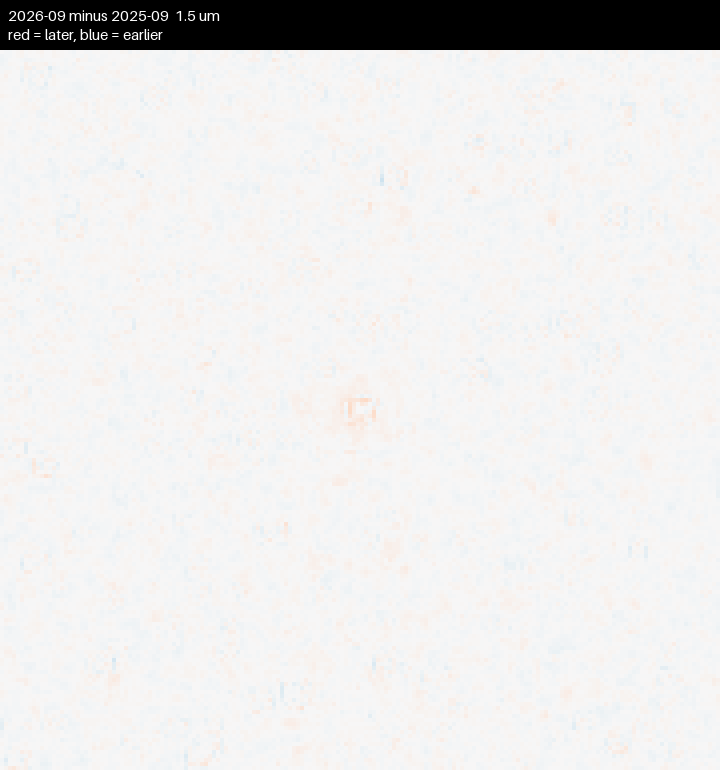 2026-09 minus 2025-09  1.5 um
red = later, blue = earlier